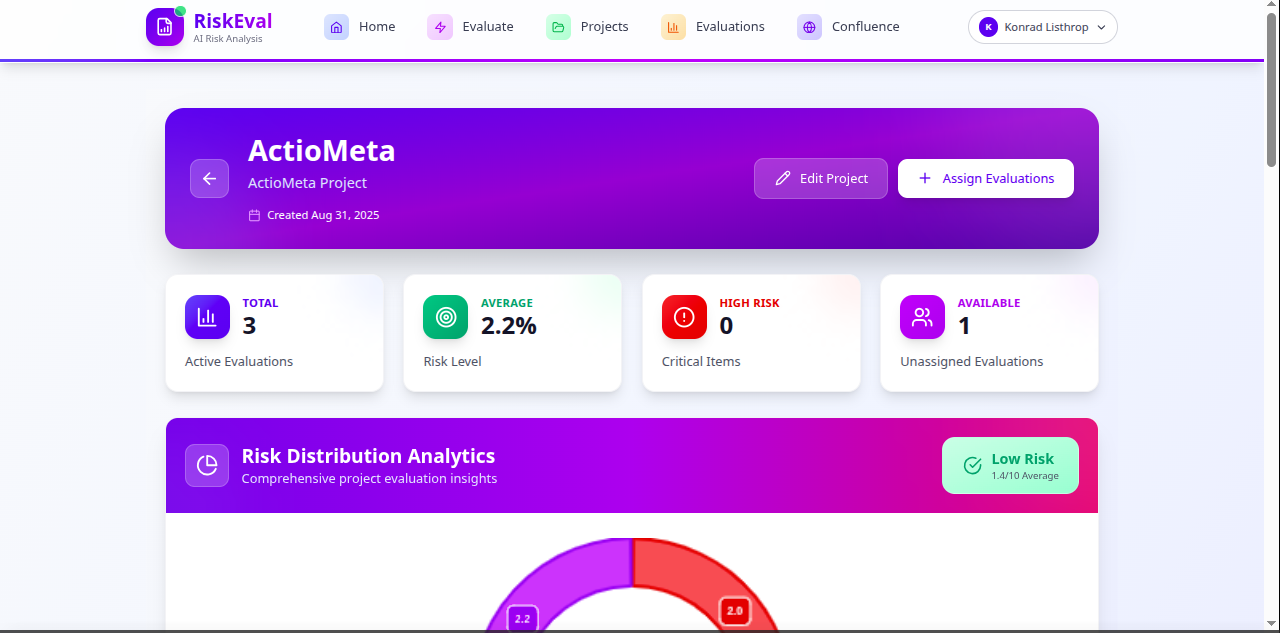 RiskEval
AI Risk Analysis
Home
Evaluate
Projects
Evaluations
Confluence
K
Konrad Listhrop
ActioMeta
ActioMeta Project
Created Aug 31, 2025
Edit Project
Assign Evaluations
TOTAL
3
Active Evaluations
AVERAGE
2.2%
Risk Level
HIGH RISK
0
Critical Items
AVAILABLE
1
Unassigned Evaluations
Risk Distribution Analytics
Comprehensive project evaluation insights
Low Risk
1.4/10 Average
2.2
2.0